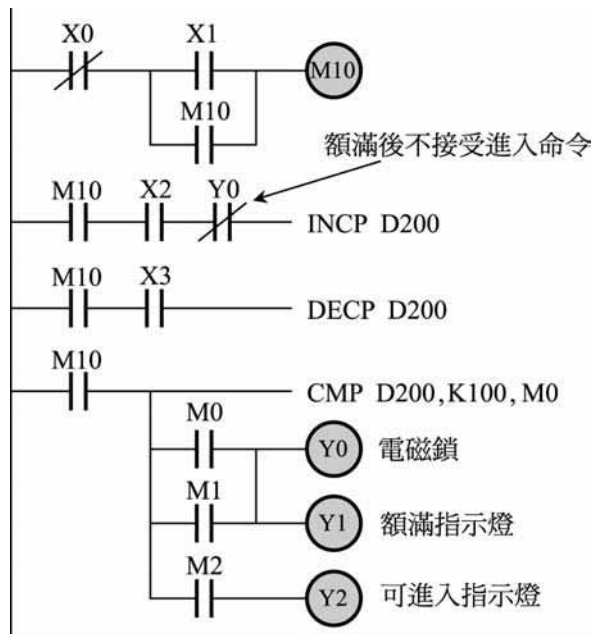 X0 X1
M10
M10
額滿後不接受進入命令
M10 X2 Y0
INCP D200
M10 X3
DECP D200
M10
CMP D200,K100,M0
M0
Y0 電磁鎖
M1
Y1 額滿指示燈
M2
Y2 可進入指示燈